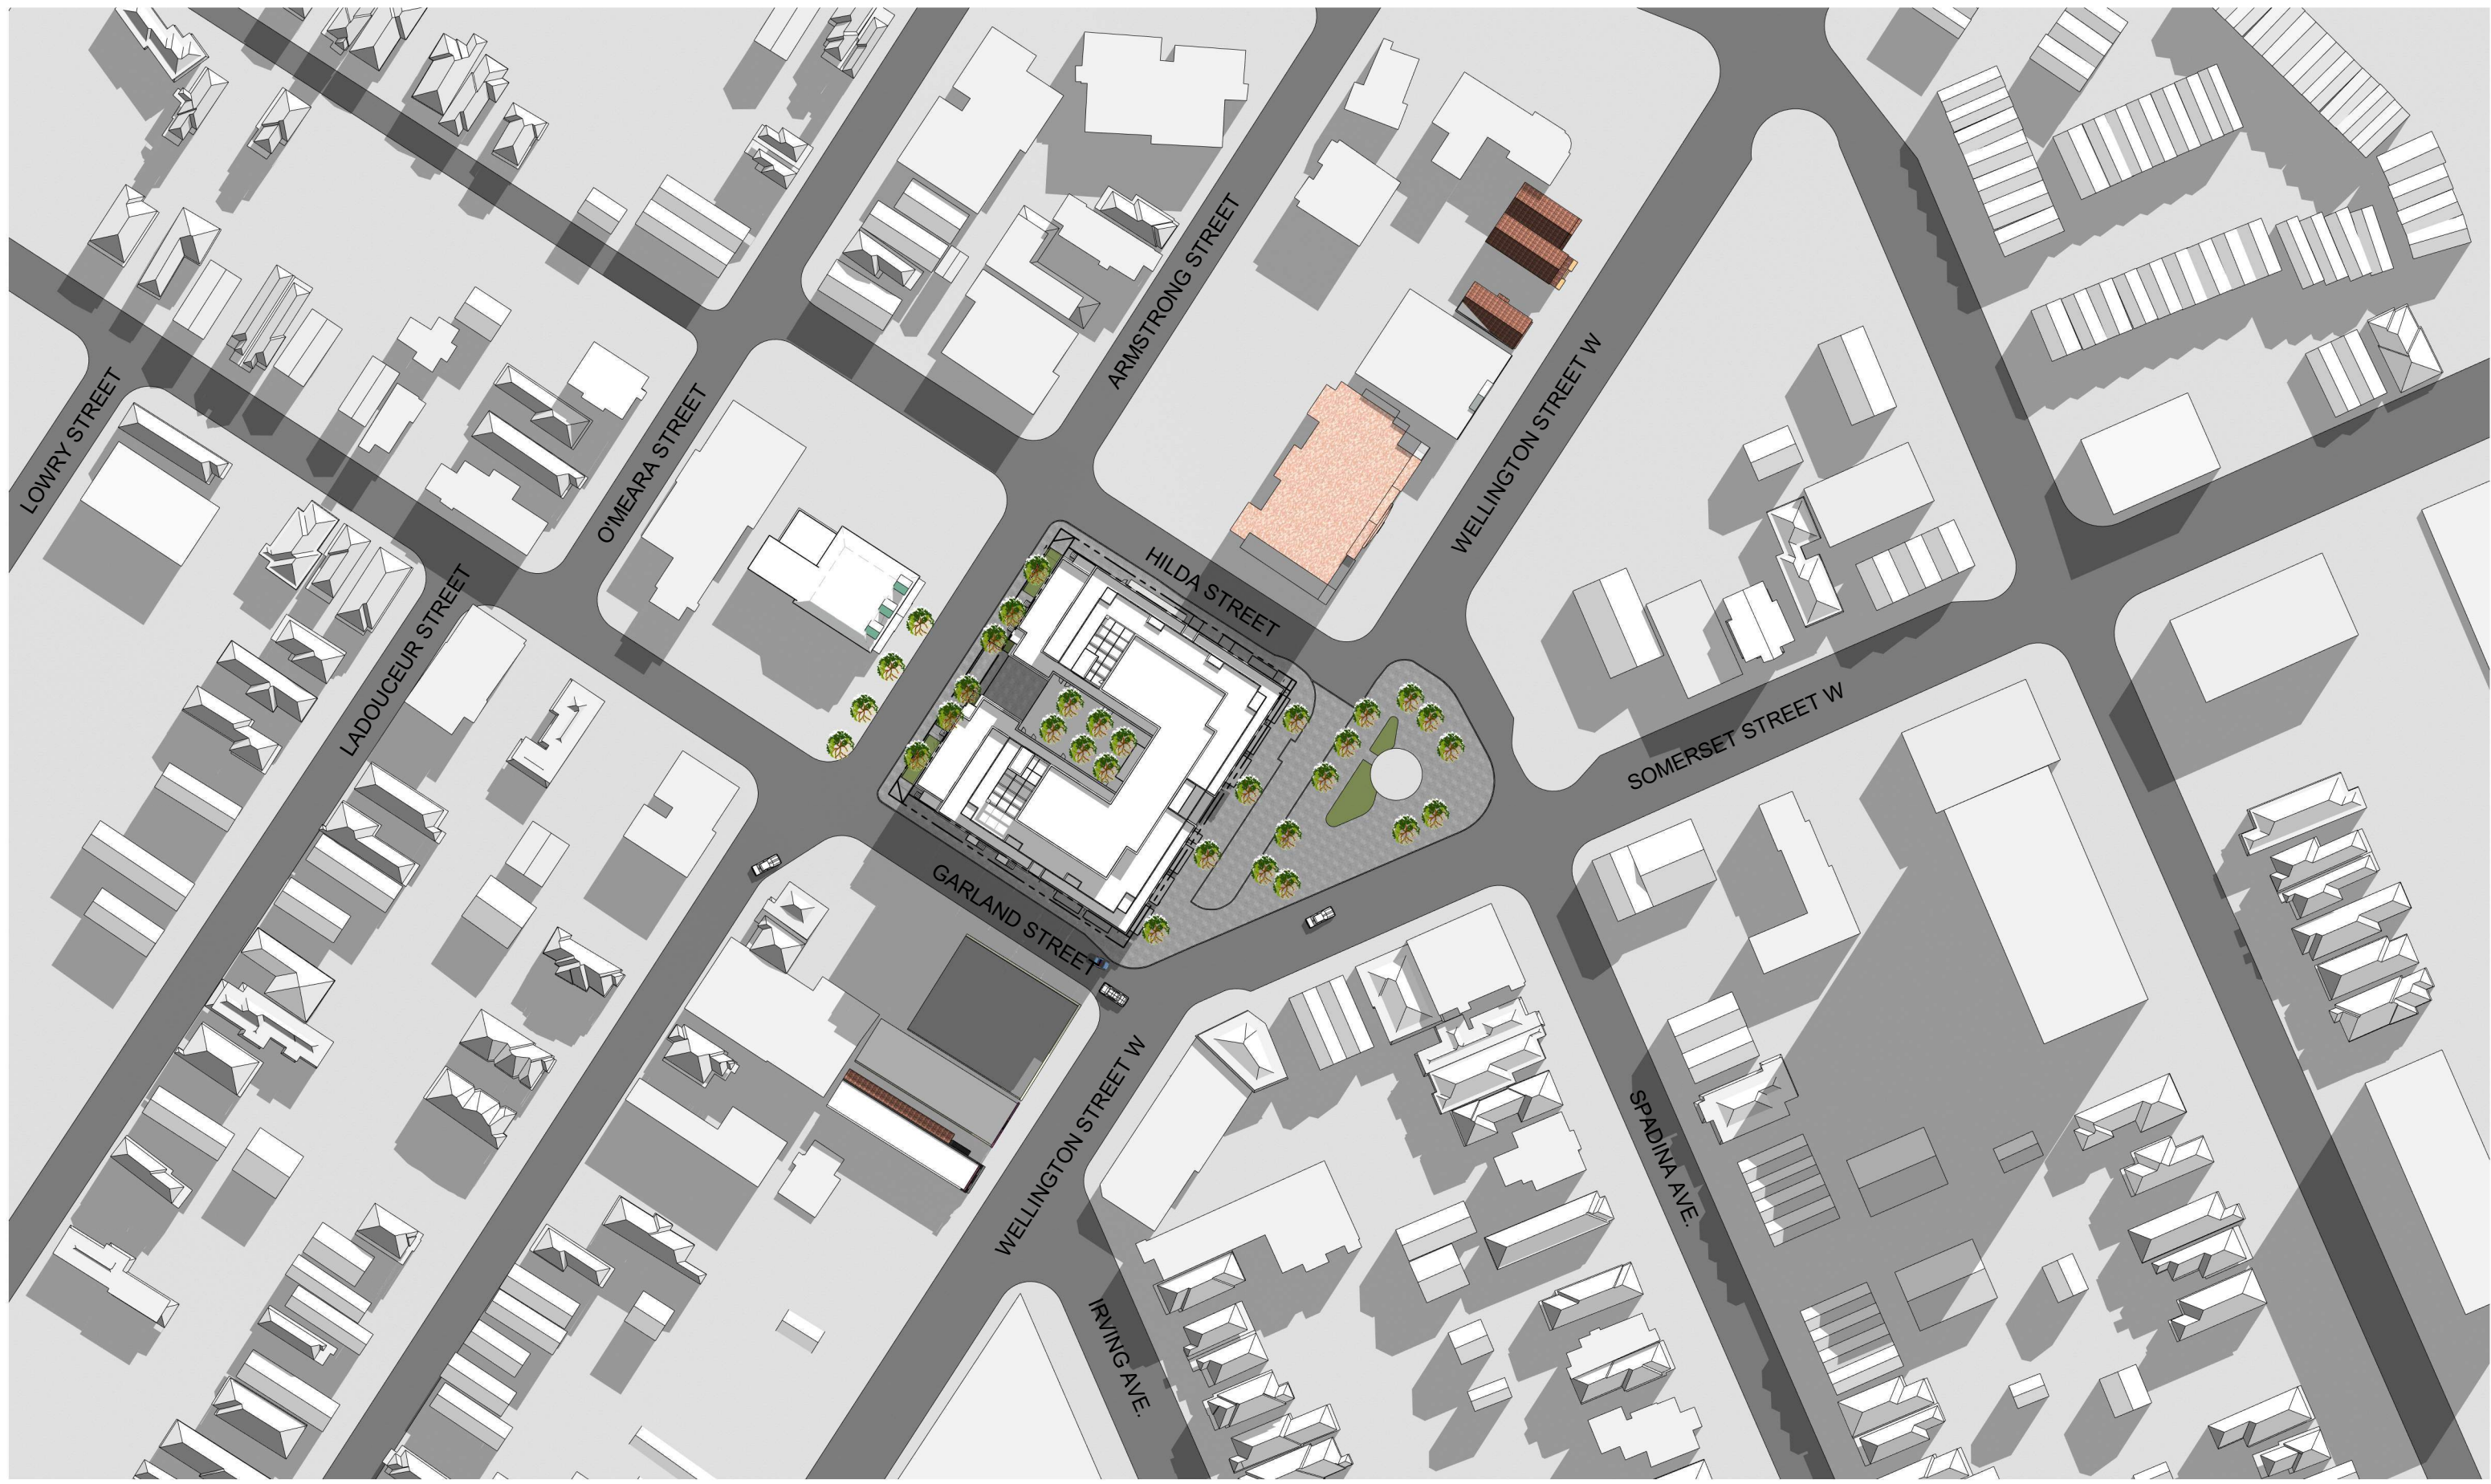 ARMSTRONG STREET
WELLINGTON STREET W
LOWRY STREET
O'MEARA STREET
HILDA STREET
LADOUCEUR STREET
SOMERSET STREET W
GARLAND STREET
WELLINGTON STREET W
SPADINA AVE.
IRVING AVE.